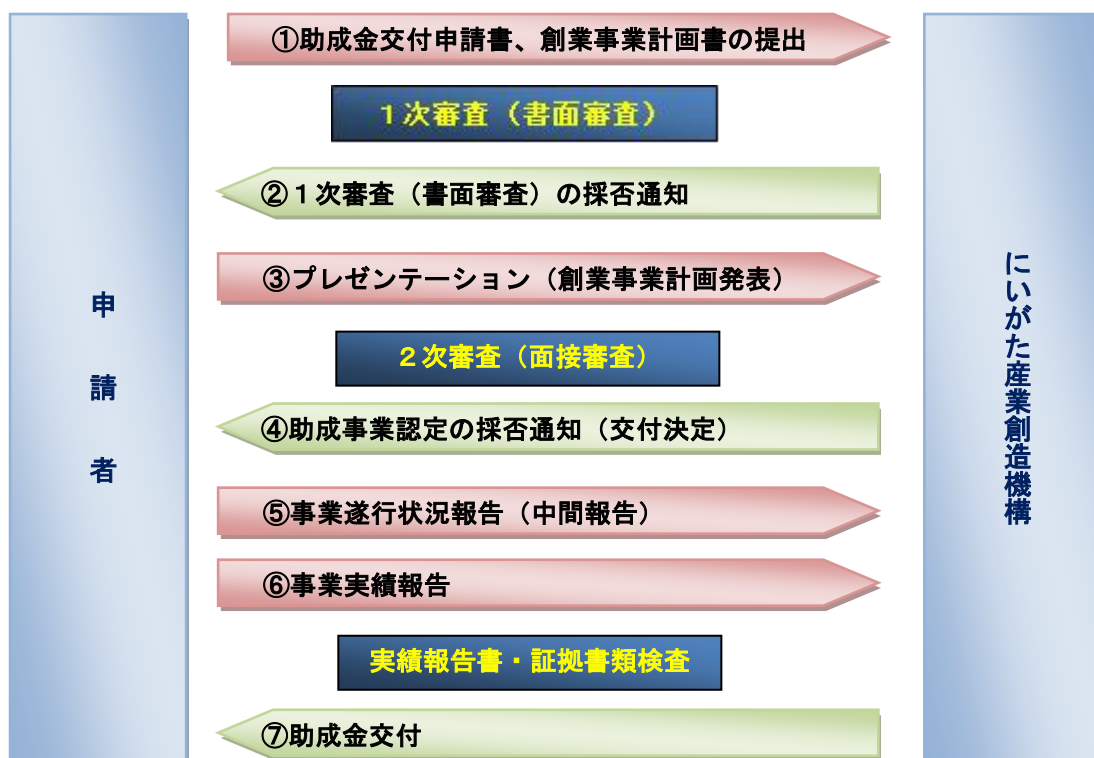 ①助成金交付申請書、創業事業計画書の提出
１次審査（書面審査）
②１次審査（書面審査）の採否通知
③プレゼンテーション（創業事業計画発表）
２次審査（面接審査）
④助成事業認定の採否通知（交付決定）
⑤事業遂行状況報告（中間報告）
⑥事業実績報告
実績報告書・証拠書類検査
⑦助成金交付
申請者
にいがた産業創造機構